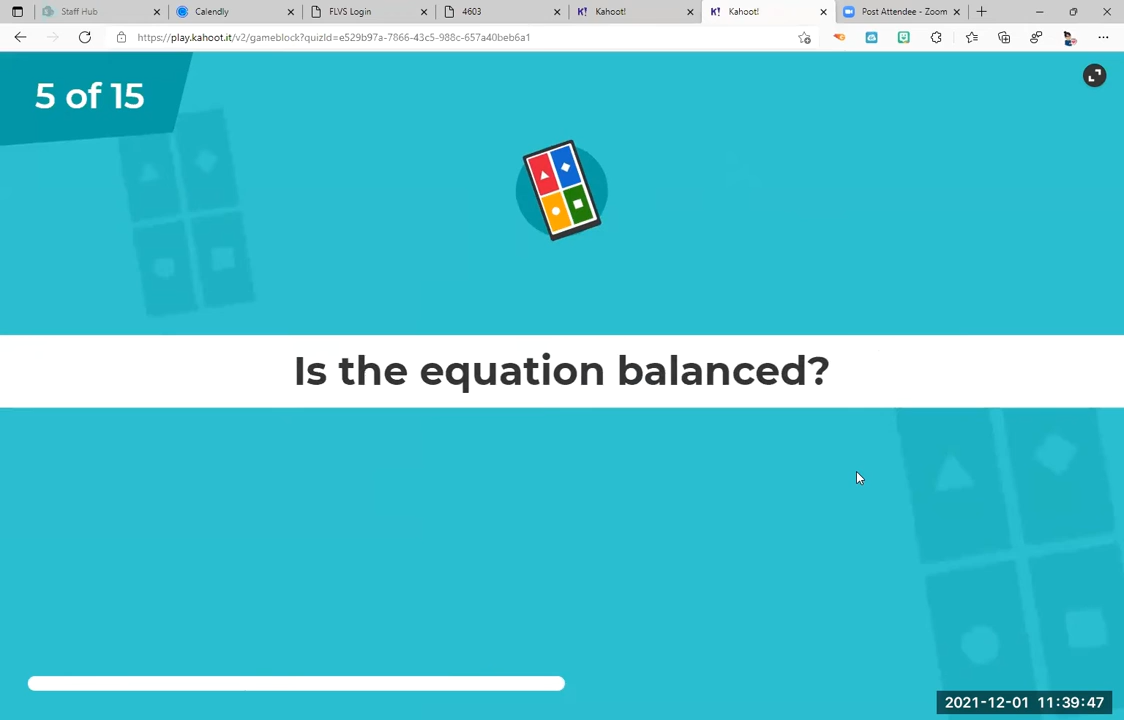 Staff Hub
Calendly
FLVS Login
4603
K! Kahoot!
K! Kahoot!
Post Attendee - Zoom
https://play.kahoot.it/v2/gameblock?quizId=e529b97a-7866-43c5-988c-657a40beb6a1
5 of 15
Is the equation balanced?
2021-12-01 11:39:47